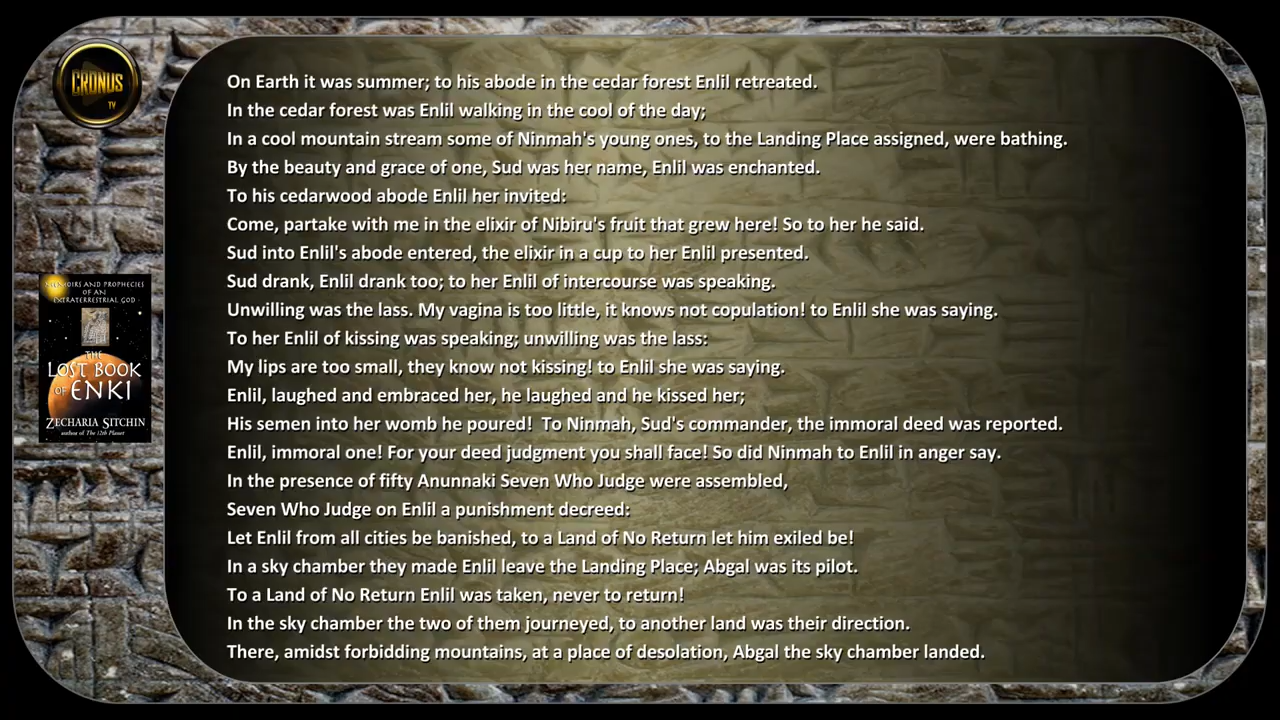 CRONUS
TV
On Earth it was summer; to his abode in the cedar forest Enlil retreated.
In the cedar forest was Enlil walking in the cool of the day;
In a cool mountain stream some of Ninmah's young ones, to the Landing Place assigned, were bathing.
By the beauty and grace of one, Sud was her name, Enlil was enchanted.
To his cedarwood abode Enlil her invited:
Come, partake with me in the elixir of Nibiru's fruit that grew here! So to her he said.
Sud into Enlil's abode entered, the elixir in a cup to her Enlil presented.
Sud drank, Enlil drank too; to her Enlil of intercourse was speaking.
Unwilling was the lass. My vagina is too little, it knows not copulation! to Enlil she was saying.
To her Enlil of kissing was speaking; unwilling was the lass:
My lips are too small, they know not kissing! to Enlil she was saying.
Enlil, laughed and embraced her, he laughed and he kissed her;
His semen into her womb he poured!  To Ninmah, Sud's commander, the immoral deed was reported.
Enlil, immoral one! For your deed judgment you shall face! So did Ninmah to Enlil in anger say.
In the presence of fifty Anunnaki Seven Who Judge were assembled,
Seven Who Judge on Enlil a punishment decreed:
Let Enlil from all cities be banished, to a Land of No Return let him exiled be!
In a sky chamber they made Enlil leave the Landing Place; Abgal was its pilot.
To a Land of No Return Enlil was taken, never to return!
In the sky chamber the two of them journeyed, to another land was their direction.
There, amidst forbidding mountains, at a place of desolation, Abgal the sky chamber landed.
MEMOIRS AND PROPHECIES
OF AN
EXTRATERRESTRIAL GOD
THE
LOST BOOK
OF ENKI
ZECHARIA SITCHIN
author of The 12th Planet